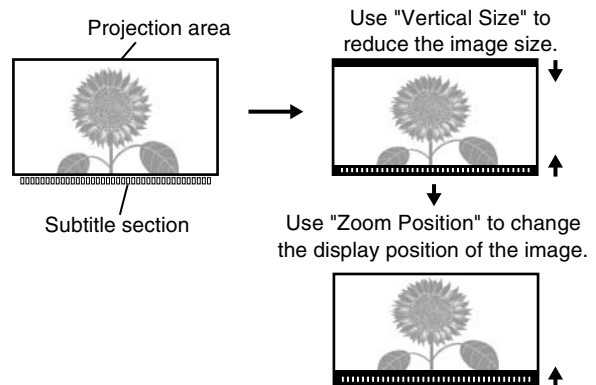 Projection area
Use "Vertical Size" to
reduce the image size.
Subtitle section
Use "Zoom Position" to change
the display position of the image.